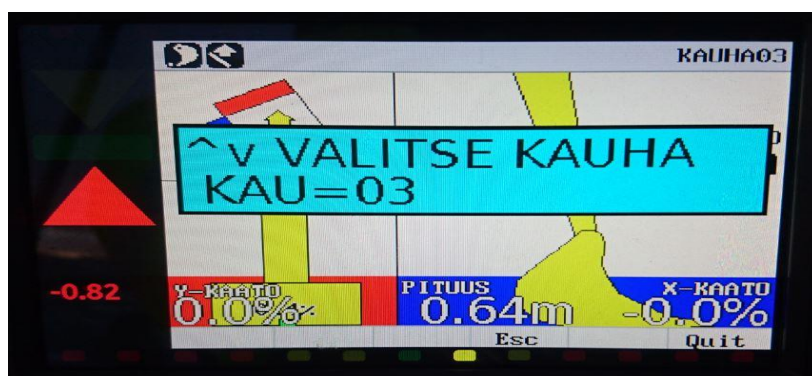 KAUHA03
^v VALITSE KAUHA
KAU=03
-0.82
Y-KAATO
0.0%
PITUUS
0.64m
X-KAATO
-0.0%
Esc
Quit